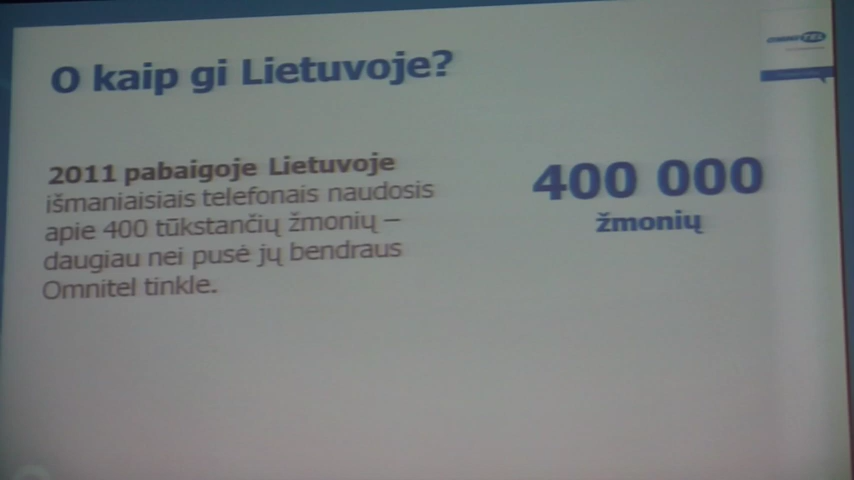 O kaip gi Lietuvoje?
2011 pabaigoje Lietuvoje
išmaniaisiais telefonais naudosis
apie 400 tūkstančių žmonių –
daugiau nei pusė jų bendraus
Omnitel tinkle.
400 000
žmonių